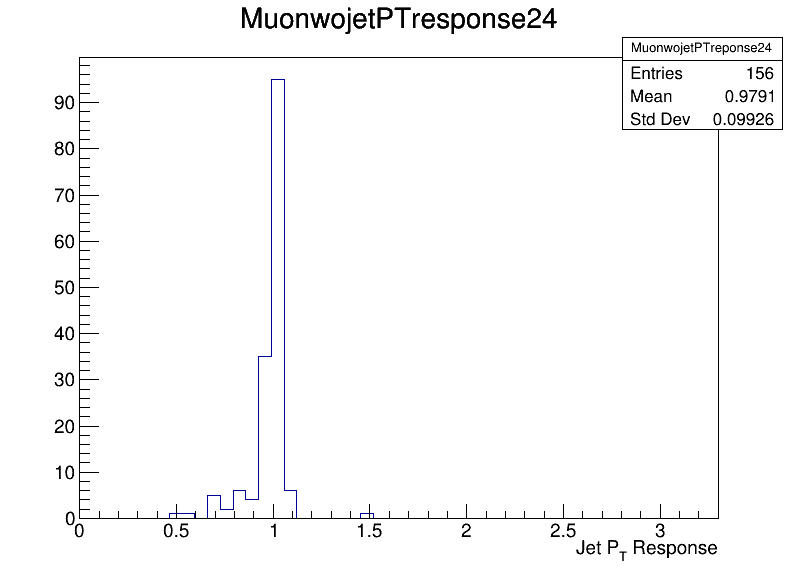 MuonwojetPTresponse24
MuonwojetPTreponse24
Entries 156
Mean 0.9791
Std Dev 0.09926
90
80
70
60
50
40
30
20
10
0
0 0.5 1 1.5 2 2.5 3
Jet PT Response